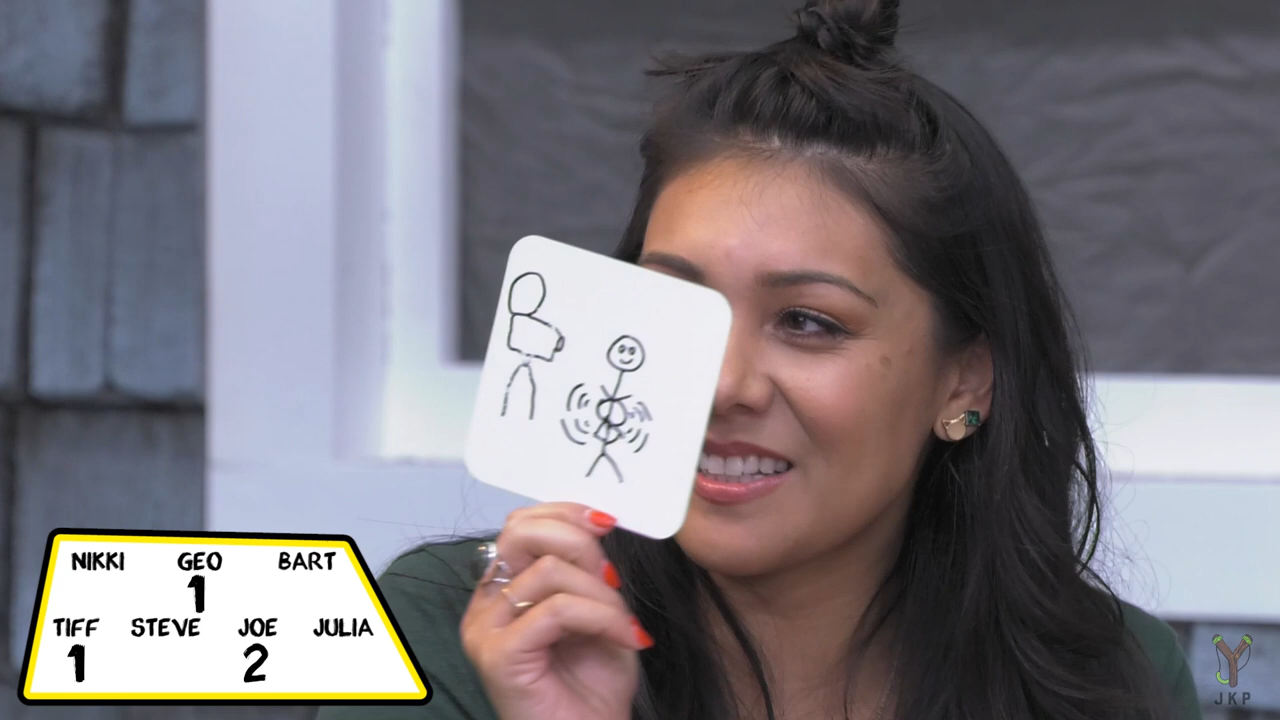 NIKKI GEO BART
1
TIFF STEVE JOE JULIA
1 2
JKP